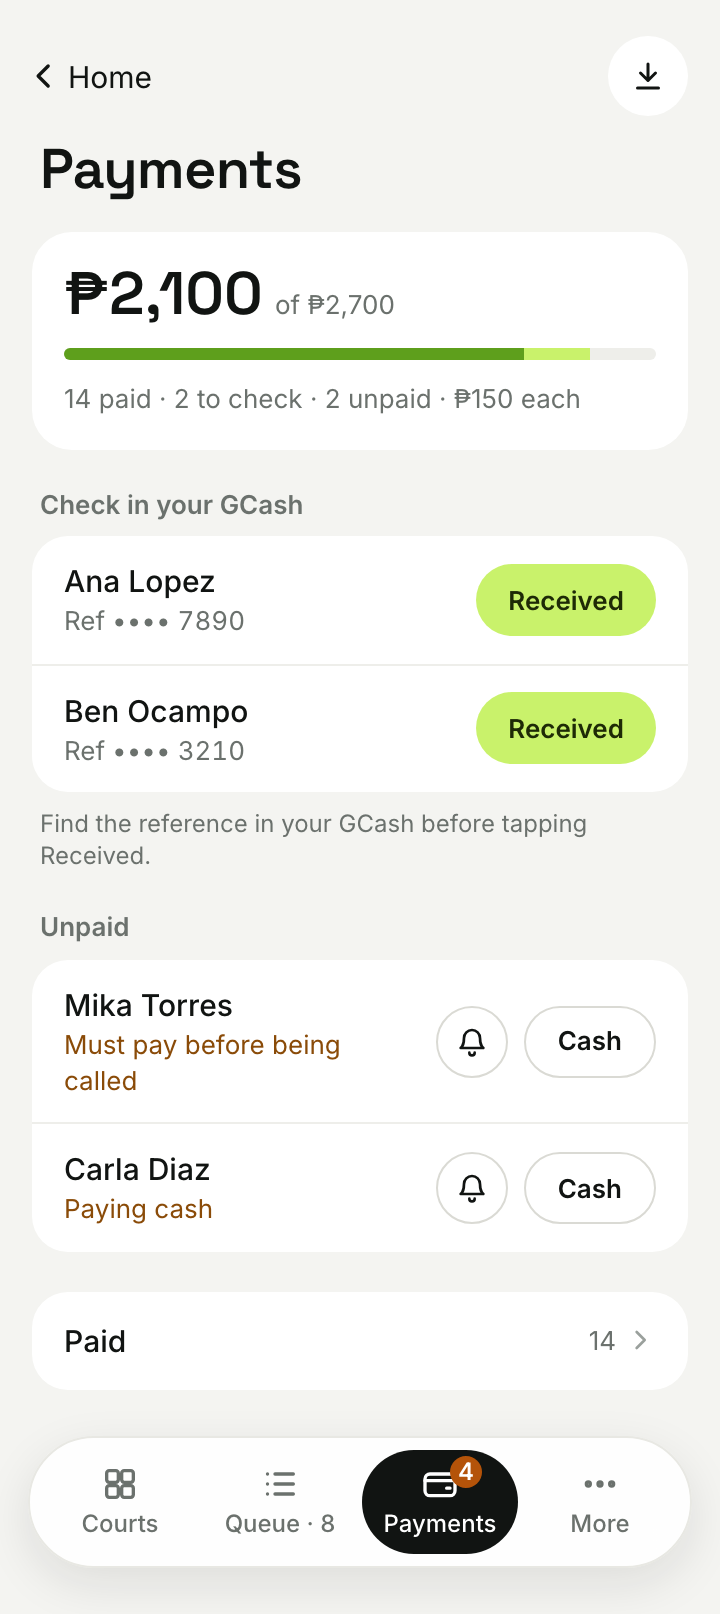 Home
Payments
₱2,100 of ₱2,700
14 paid · 2 to check · 2 unpaid · ₱150 each
Check in your GCash
Ana Lopez
Ref •••• 7890
Received
Ben Ocampo
Ref •••• 3210
Received
Find the reference in your GCash before tapping
Received.
Unpaid
Mika Torres
Must pay before being
called
Cash
Carla Diaz
Paying cash
Cash
Paid
14
4
Courts
Queue · 8
Payments
More